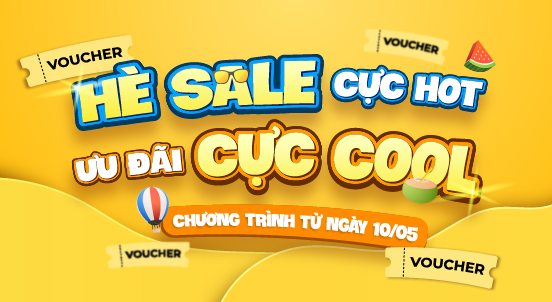 VOUCHER
VOUCHER
HÈ SALE CỰC HOT
ƯU ĐÃI CỰC COOL
CHƯƠNG TRÌNH TỪ NGÀY 10/05
VOUCHER
VOUCHER